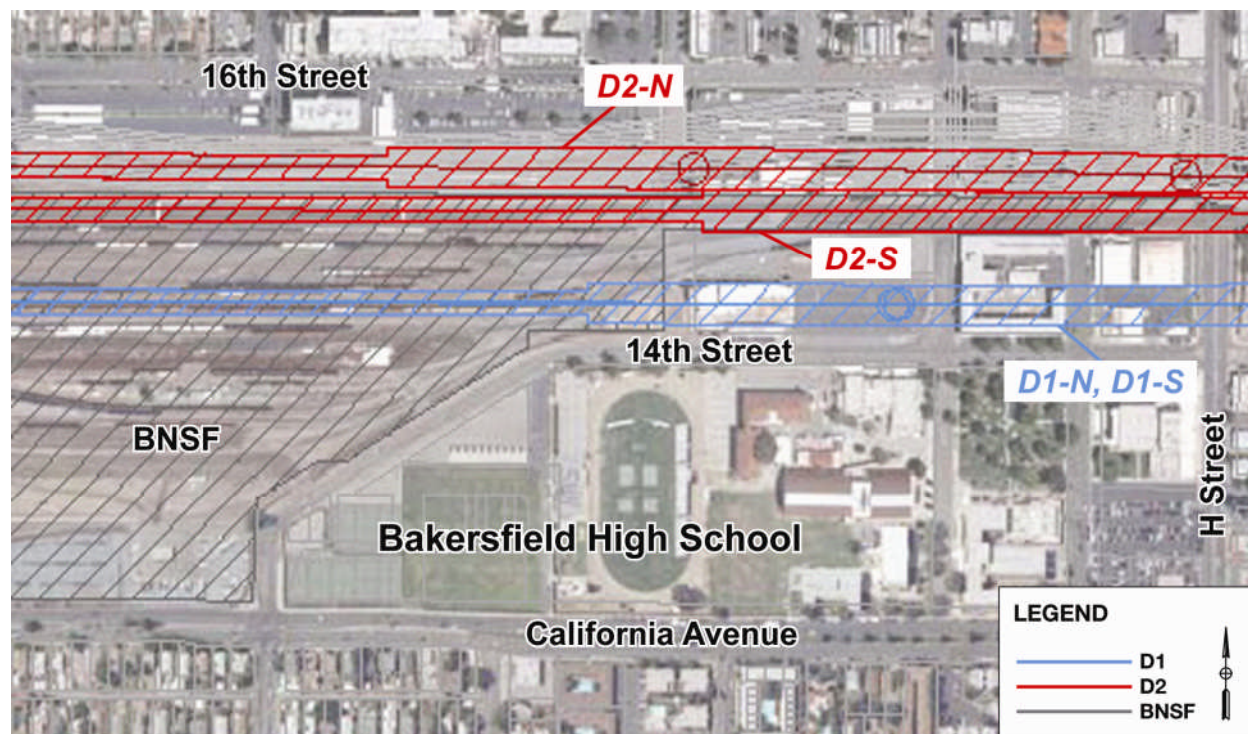 16th Street
D2-N
D2-S
14th Street
D1-N, D1-S
BNSF
H Street
Bakersfield High School
California Avenue
LEGEND
D1
D2
BNSF